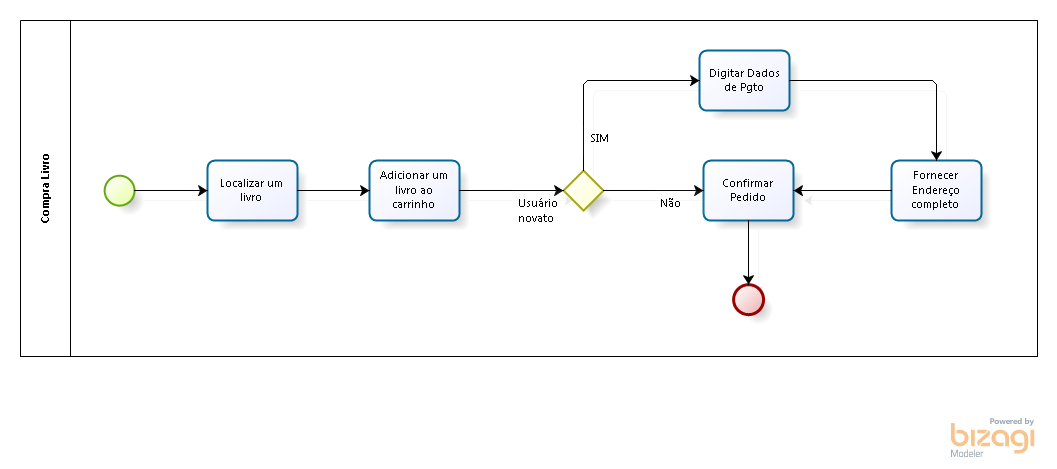 Compra Livro
Localizar um
livro
Adicionar um
livro ao
carrinho
Usuário
novato
SIM
Digitar Dados
de Pgto
Não
Confirmar
Pedido
Fornecer
Endereço
completo
Powered by
bizagi
Modeler